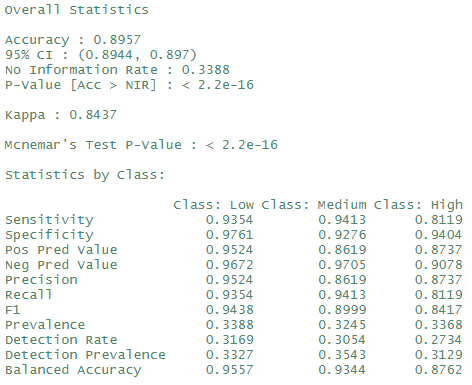 Overall Statistics
Accuracy : 0.8957
95% CI : (0.8944, 0.897)
No Information Rate : 0.3388
P-Value [Acc > NIR] : < 2.2e-16
Kappa : 0.8437
Mcnemar's Test P-Value : < 2.2e-16
Statistics by Class:
Class: Low Class: Medium Class: High
Sensitivity 0.9354 0.9413 0.8119
Specificity 0.9761 0.9276 0.9404
Pos Pred Value 0.9524 0.8619 0.8737
Neg Pred Value 0.9672 0.9705 0.9078
Precision 0.9524 0.8619 0.8737
Recall 0.9354 0.9413 0.8119
F1 0.9438 0.8999 0.8417
Prevalence 0.3388 0.3245 0.3368
Detection Rate 0.3169 0.3054 0.2734
Detection Prevalence 0.3327 0.3543 0.3129
Balanced Accuracy 0.9557 0.9344 0.8762